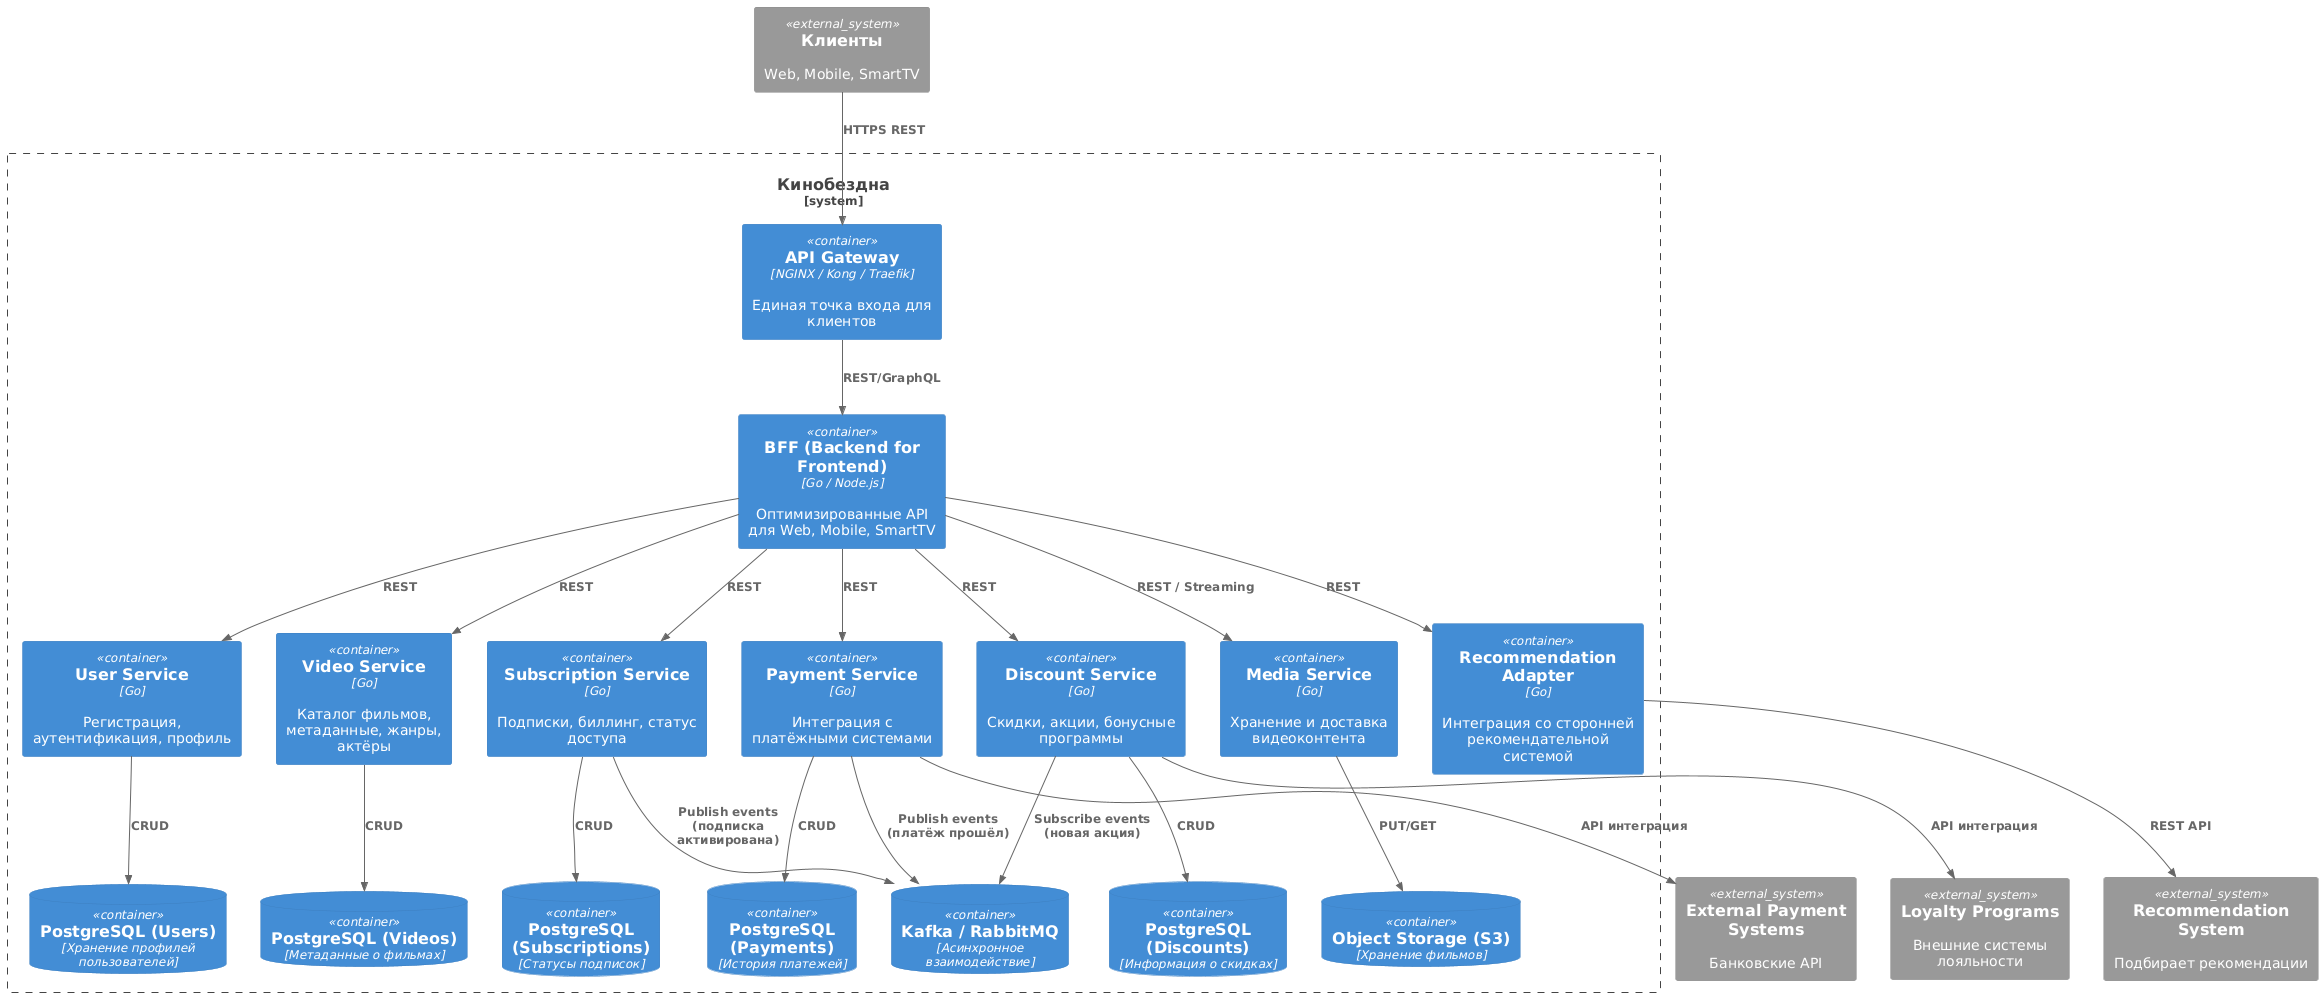 «external_system»
Клиенты
Web, Mobile, SmartTV
HTTPS REST
Кинобездна
[system]
«container»
API Gateway
[NGINX / Kong / Traefik]
Единая точка входа для
клиентов
REST/GraphQL
«container»
BFF (Backend for
Frontend)
[Go / Node.js]
Оптимизированные API
для Web, Mobile, SmartTV
REST
REST
REST
REST
REST
REST / Streaming
REST
«container»
User Service
[Go]
Регистрация,
аутентификация, профиль
«container»
Video Service
[Go]
Каталог фильмов,
метаданные, жанры,
актёры
«container»
Subscription Service
[Go]
Подписки, биллинг, статус
доступа
«container»
Payment Service
[Go]
Интеграция с
платёжными системами
«container»
Discount Service
[Go]
Скидки, акции, бонусные
программы
«container»
Media Service
[Go]
Хранение и доставка
видеоконтента
«container»
Recommendation
Adapter
[Go]
Интеграция со сторонней
рекомендательной
системой
CRUD
CRUD
CRUD
Publish events
(подписка
активирована)
CRUD
Publish events
(платёж прошёл)
Subscribe events
(новая акция)
CRUD
PUT/GET
API интеграция
API интеграция
REST API
«container»
PostgreSQL (Users)
[Хранение профилей
пользователей]
«container»
PostgreSQL (Videos)
[Метаданные о фильмах]
«container»
PostgreSQL
(Subscriptions)
[Статусы подписок]
«container»
PostgreSQL
(Payments)
[История платежей]
«container»
Kafka / RabbitMQ
[Асинхронное
взаимодействие]
«container»
PostgreSQL
(Discounts)
[Информация о скидках]
«container»
Object Storage (S3)
[Хранение фильмов]
«external_system»
External Payment
Systems
Банковские API
«external_system»
Loyalty Programs
Внешние системы
лояльности
«external_system»
Recommendation
System
Подбирает рекомендации